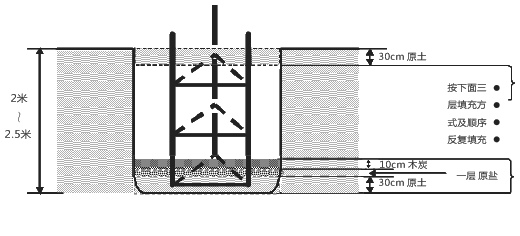 30cm 原土
2米
~
2.5米
按下面三
层填充方
式及顺序
反复填充
10cm 木炭
一层 原盐
30cm 原土